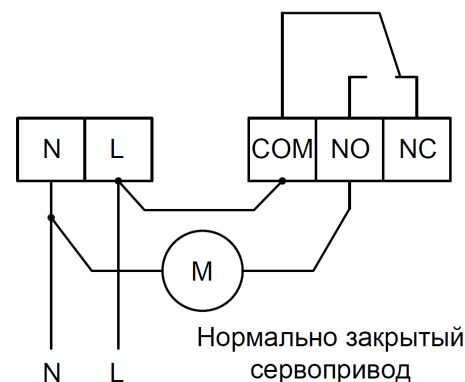 N L COM NO NC
M
Нормально закрытый
сервопривод
N L